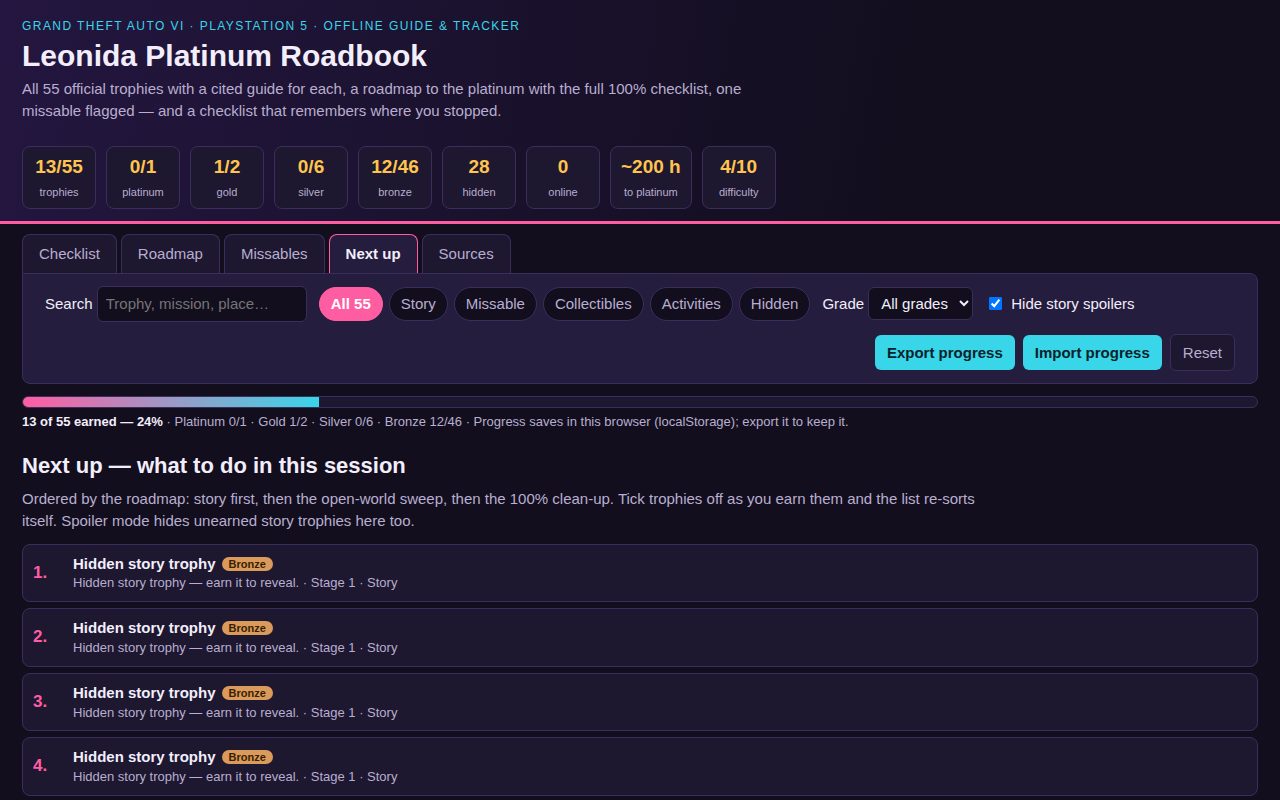 GRAND THEFT AUTO VI · PLAYSTATION 5 · OFFLINE GUIDE & TRACKER
Leonida Platinum Roadbook
All 55 official trophies with a cited guide for each, a roadmap to the platinum with the full 100% checklist, one
missable flagged — and a checklist that remembers where you stopped.
13/55 0/1 1/2 0/6 12/46 28 0 ~200 h 4/10
trophies platinum gold silver bronze hidden online to platinum difficulty
Checklist Roadmap Missables Next up Sources
Search Trophy, mission, place… All 55 Story Missable Collectibles Activities Hidden Grade All grades Hide story spoilers
Export progress Import progress Reset
13 of 55 earned — 24% · Platinum 0/1 · Gold 1/2 · Silver 0/6 · Bronze 12/46 · Progress saves in this browser (localStorage); export it to keep it.
Next up — what to do in this session
Ordered by the roadmap: story first, then the open-world sweep, then the 100% clean-up. Tick trophies off as you earn them and the list re-sorts
itself. Spoiler mode hides unearned story trophies here too.
1. Hidden story trophy Bronze
Hidden story trophy — earn it to reveal. · Stage 1 · Story
2. Hidden story trophy Bronze
Hidden story trophy — earn it to reveal. · Stage 1 · Story
3. Hidden story trophy Bronze
Hidden story trophy — earn it to reveal. · Stage 1 · Story
4. Hidden story trophy Bronze
Hidden story trophy — earn it to reveal. · Stage 1 · Story